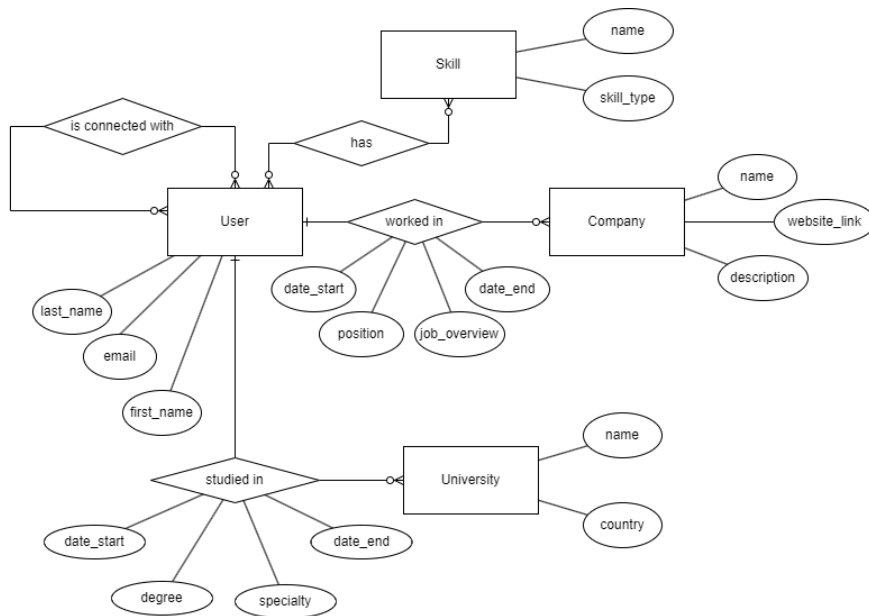 name
Skill
skill_type
is connected with
has
name
User
worked in
Company
website_link
date_start
date_end
description
last_name
position
job_overview
email
first_name
name
studied in
University
country
date_start
date_end
degree
specialty